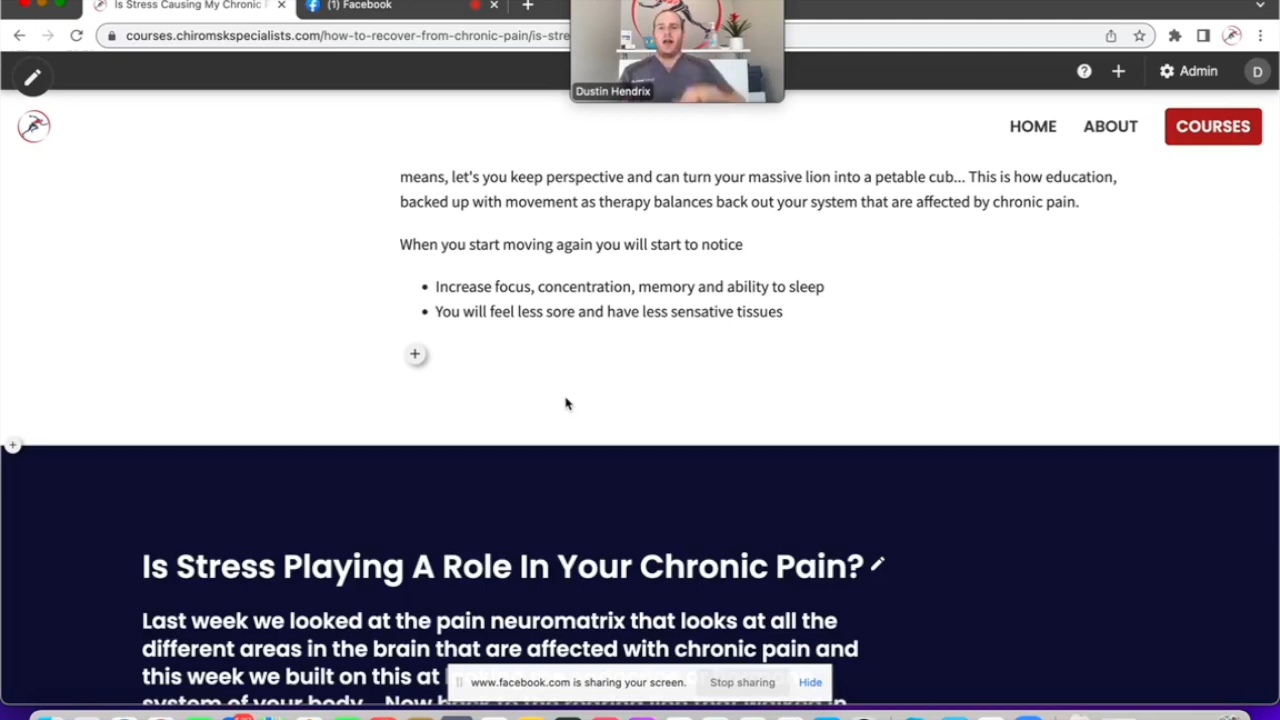 Is Stress Causing My Chronic
(1) Facebook
courses.chiromskspecialists.com/how-to-recover-from-chronic-pain/is-stre
Dustin Hendrix
Admin
D
HOME
ABOUT
COURSES
means, let's you keep perspective and can turn your massive lion into a petable cub... This is how education,
backed up with movement as therapy balances back out your system that are affected by chronic pain.
When you start moving again you will start to notice
• Increase focus, concentration, memory and ability to sleep
• You will feel less sore and have less sensative tissues
Is Stress Playing A Role In Your Chronic Pain?
Last week we looked at the pain neuromatrix that looks at all the
different areas in the brain that are affected with chronic pain and
this week we built on this at
www.facebook.com is sharing your screen.
Stop sharing
Hide
system of your body.